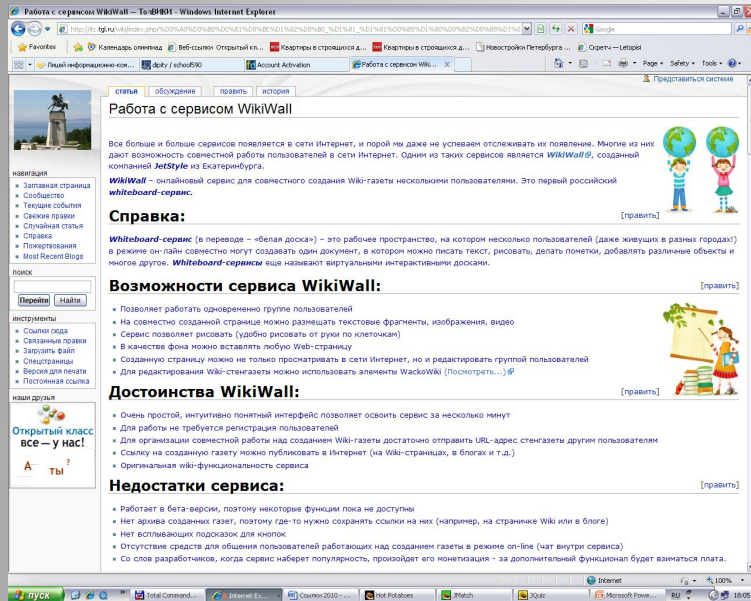 Работа с сервисом WikiWall — ТолВИКИ - Windows Internet Explorer
Google
Favorites
Календарь олимпиад
Веб-ссылки Открытый кл...
Квартиры в строящихся д...
Квартиры в строящихся д...
Новостройки Петербурга ...
Скретч — Letopisi
Лицей информационно-ком...
dipity / school590
Account Activation
Работа с сервисом Wiki...
Page
Safety
Tools
Представиться системе
статья
обсуждение
править
история
Работа с сервисом WikiWall
Все больше и больше сервисов появляется в сети Интернет, и порой мы даже не успеваем отслеживать их появление. Многие из них
дают возможность совместной работы пользователей в сети Интернет. Одним из таких сервисов является WikiWall, созданный
компанией JetStyle из Екатеринбурга.
WikiWall – онлайновый сервис для совместного создания Wiki-газеты несколькими пользователями. Это первый российский
whiteboard-сервис.
Справка:
[править]
Whiteboard-сервис (в переводе – «белая доска») – это рабочее пространство, на котором несколько пользователей (даже живущих в разных городах!)
в режиме он-лайн совместно могут создавать один документ, в котором можно писать текст, рисовать, делать пометки, добавлять различные объекты и
многое другое. Whiteboard-сервисы еще называют виртуальными интерактивными досками.
Возможности сервиса WikiWall:
[править]
Позволяет работать одновременно группе пользователей
На совместно созданной странице можно размещать текстовые фрагменты, изображения, видео
Сервис позволяет рисовать (удобно рисовать от руки по клеточкам)
В качестве фона можно вставлять любую Web-страницу
Созданную страницу можно не только просматривать в сети Интернет, но и редактировать группой пользователей
Для редактирования Wiki-стенгазеты можно использовать элементы WackoWiki (Посмотреть...)
Достоинства WikiWall:
[править]
Очень простой, интуитивно понятный интерфейс позволяет освоить сервис за несколько минут
Для работы не требуется регистрация пользователей
Для организации совместной работы над созданием Wiki-газеты достаточно отправить URL-адрес стенгазеты другим пользователям
Ссылку на созданную газету можно публиковать в Интернет (на Wiki-страницах, в блогах и т.д.)
Оригинальная wiki-функциональность сервиса
Недостатки сервиса:
[править]
Работает в бета-версии, поэтому некоторые функции пока не доступны
Нет архива созданных газет, поэтому где-то нужно сохранять ссылки на них (например, на страничке Wiki или в блоге)
Нет всплывающих подсказок для кнопок
Отсутствие средств для общения пользователей работающих над созданием газеты в режиме on-line (чат внутри сервиса)
Со слов разработчиков, когда сервис наберет популярность, произойдет его монетизация - за дополнительный функционал будет взиматься плата.
навигация
Заглавная страница
Сообщество
Текущие события
Свежие правки
Случайная статья
Справка
Пожертвования
Most Recent Blogs
поиск
Перейти
Найти
инструменты
Ссылки сюда
Связанные правки
Загрузить файл
Спецстраницы
Версия для печати
Постоянная ссылка
наши друзья
Открытый класс
все — у нас!
А ты?
Internet
100%
пуск
Total Command...
Internet Ex...
Ссылки 2010 - ...
Hot Potatoes
JMatch
JQuiz
Microsoft Powe...
RU
18:05